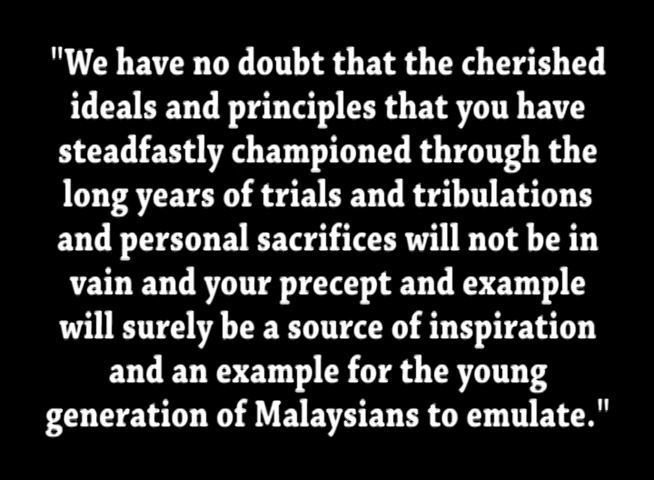 "We have no doubt that the cherished
ideals and principles that you have
steadfastly championed through the
long years of trials and tribulations
and personal sacrifices will not be in
vain and your precept and example
will surely be a source of inspiration
and an example for the young
generation of Malaysians to emulate."